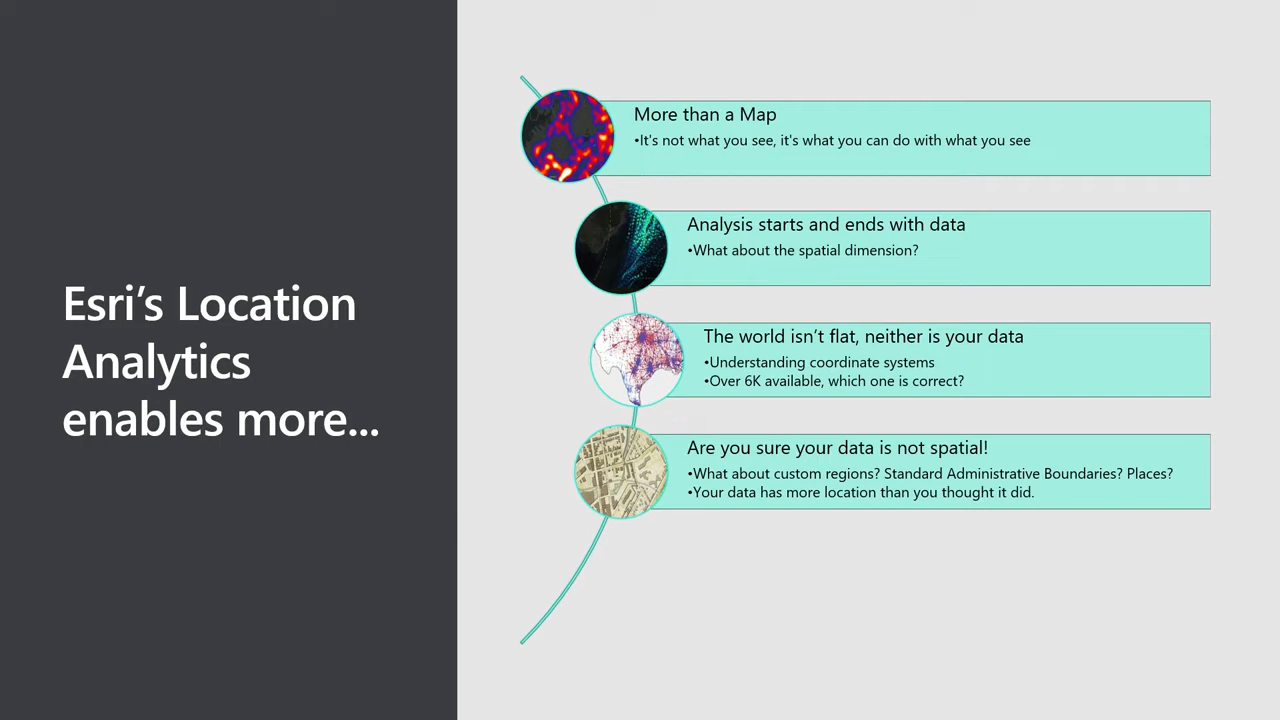 Esri’s Location
Analytics
enables more...
More than a Map
•It's not what you see, it's what you can do with what you see
Analysis starts and ends with data
•What about the spatial dimension?
The world isn’t flat, neither is your data
•Understanding coordinate systems
•Over 6K available, which one is correct?
Are you sure your data is not spatial!
•What about custom regions? Standard Administrative Boundaries? Places?
•Your data has more location than you thought it did.